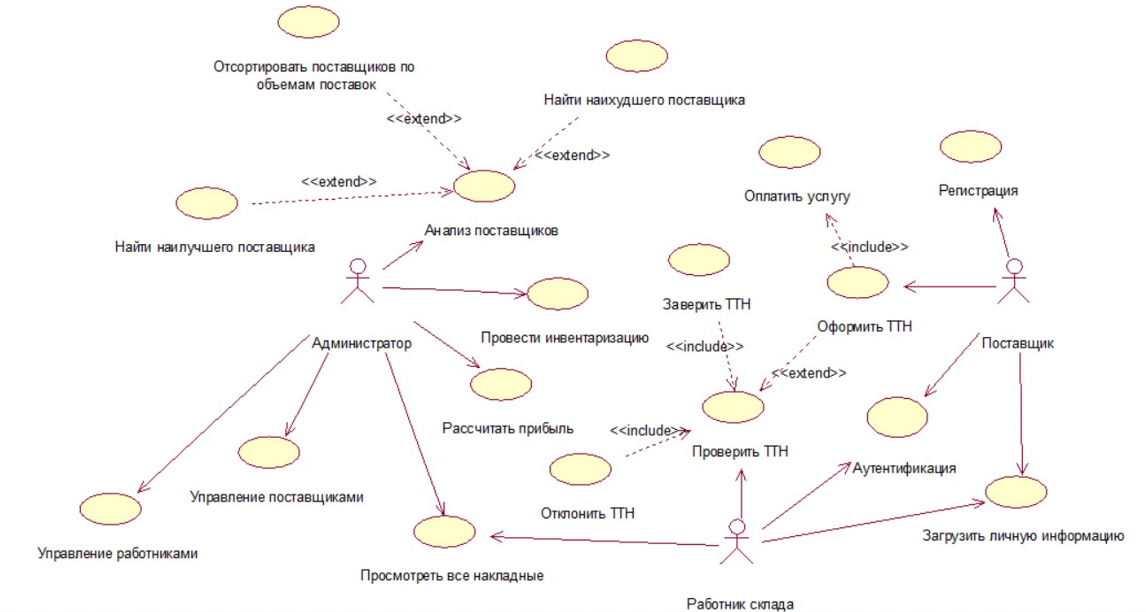 Отсортировать поставщиков по
объемам поставок
Найти наихудшего поставщика
<<extend>>
<<extend>>
<<extend>>
Оплатить услугу
Регистрация
Найти наилучшего поставщика
Анализ поставщиков
<<include>>
Заверить ТТН
Оформить ТТН
Провести инвентаризацию
Администратор
Поставщик
<<include>>
<<extend>>
Рассчитать прибыль
<<include>>
Проверить ТТН
Аутентификация
Управление поставщиками
Отклонить ТТН
Загрузить личную информацию
Управление работниками
Просмотреть все накладные
Работник склада